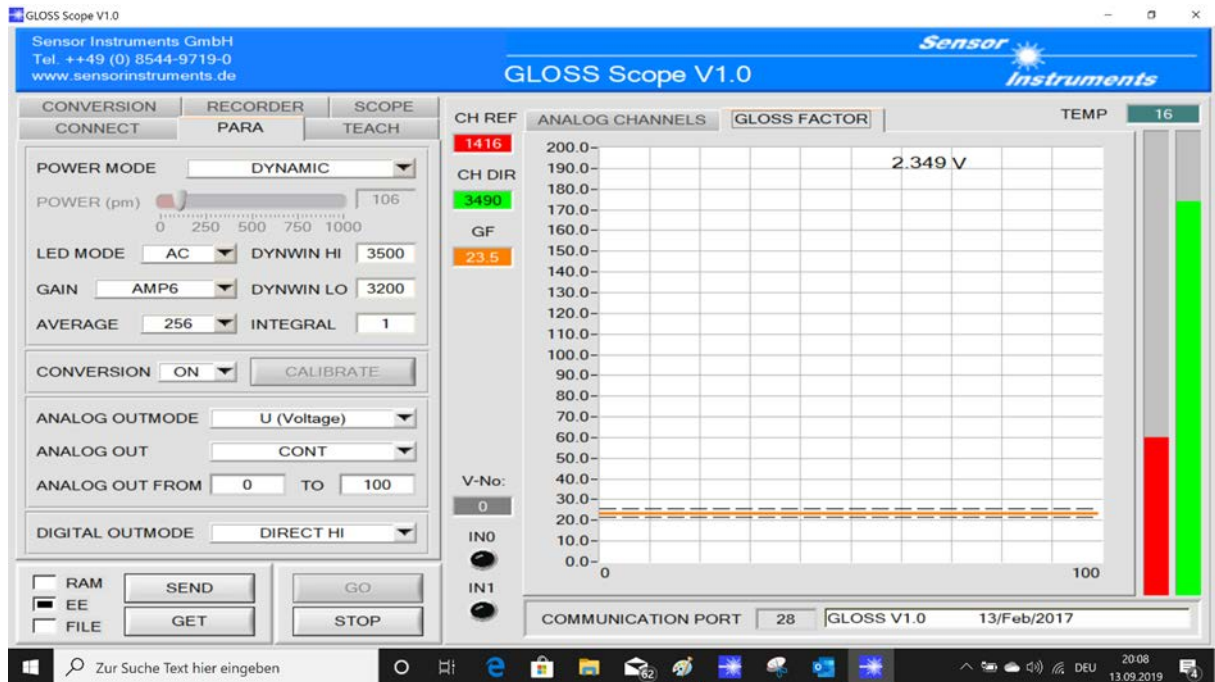 GLOSS Scope V1.0
Sensor Instruments GmbH
Tel. ++49 (0) 8544-9719-0
www.sensorinstruments.de
GLOSS Scope V1.0
Sensor
Instruments
CONVERSION RECORDER SCOPE
CONNECT PARA TEACH
POWER MODE DYNAMIC
POWER (pm) 106
0 250 500 750 1000
LED MODE AC DYNWIN HI 3500
GAIN AMP6 DYNWIN LO 3200
AVERAGE 256 INTEGRAL 1
CONVERSION ON CALIBRATE
ANALOG OUTMODE U (Voltage)
ANALOG OUT CONT
ANALOG OUT FROM 0 TO 100
DIGITAL OUTMODE DIRECT HI
RAM
EE
FILE
SEND
GET
GO
STOP
CH REF
1416
CH DIR
3490
GF
23.5
V-No:
0
IN0
IN1
ANALOG CHANNELS GLOSS FACTOR
TEMP 16
2.349 V
200.0
190.0
180.0
170.0
160.0
150.0
140.0
130.0
120.0
110.0
100.0
90.0
80.0
70.0
60.0
50.0
40.0
30.0
20.0
10.0
0.0
0 100
COMMUNICATION PORT 28 GLOSS V1.0 13/Feb/2017
Zur Suche Text hier eingeben
62
DEU
20:08
13.09.2019
4